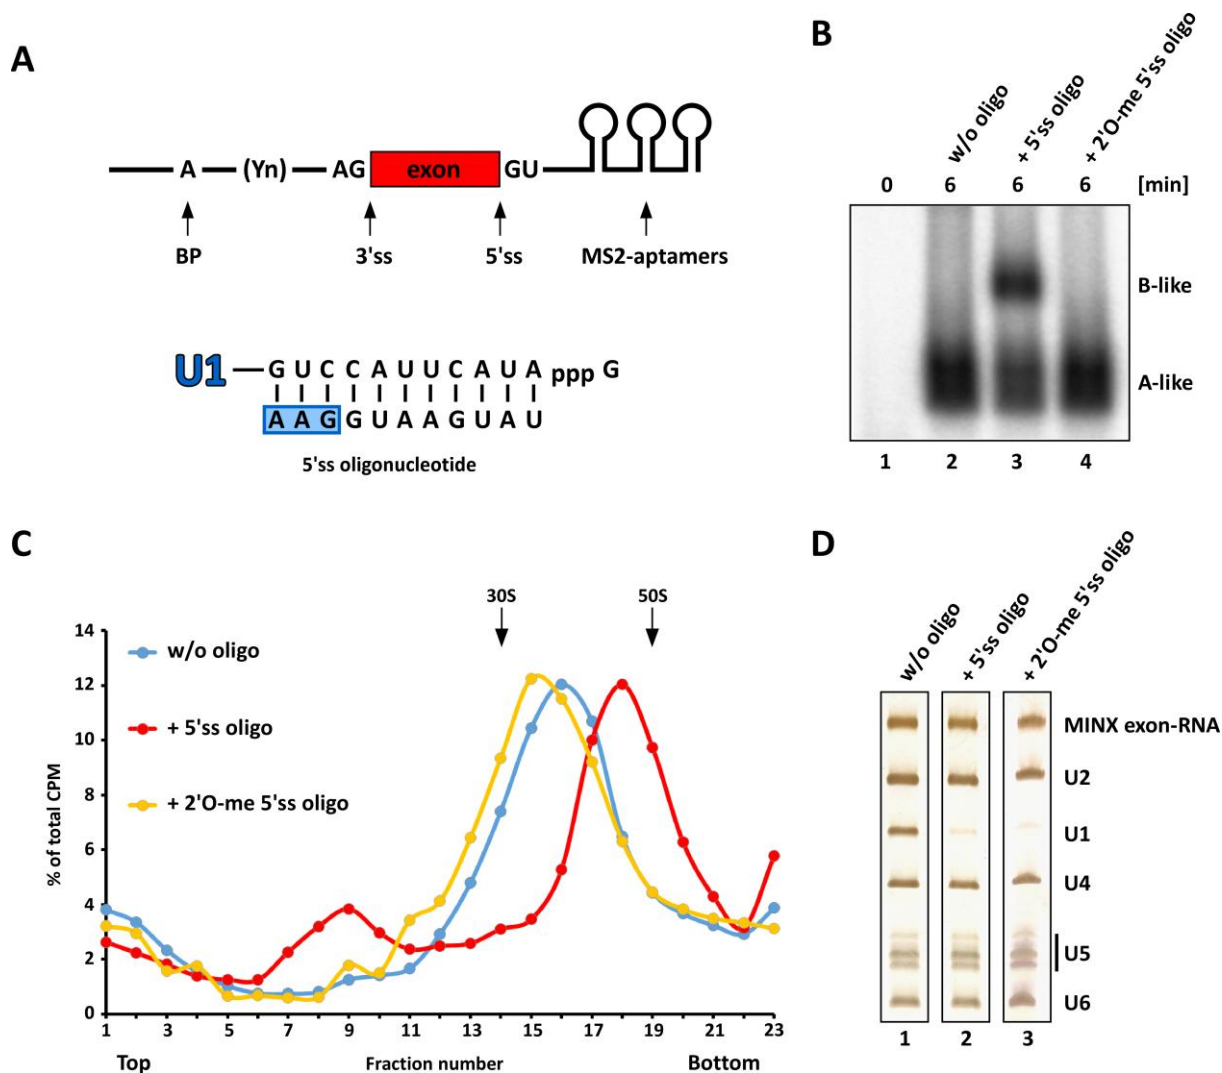 A
A (Yn) AG exon GU
BP 3'ss 5'ss MS2-aptamers
U1 G U C C A U U C A U A ppp G
A A G G U A A G U A U
5'ss oligonucleotide
B
w/o oligo
+ 5'ss oligo
+ 2'O-me 5'ss oligo
0 6 6 6 [min]
B-like
A-like
1 2 3 4
C
30S 50S
% of total CPM
14
12
10
8
6
4
2
0
w/o oligo
+ 5'ss oligo
+ 2'O-me 5'ss oligo
1 3 5 7 9 11 13 15 17 19 21 23
Top Fraction number Bottom
D
w/o oligo
+ 5'ss oligo
+ 2'O-me 5'ss oligo
MINX exon-RNA
U2
U1
U4
U5
U6
1 2 3